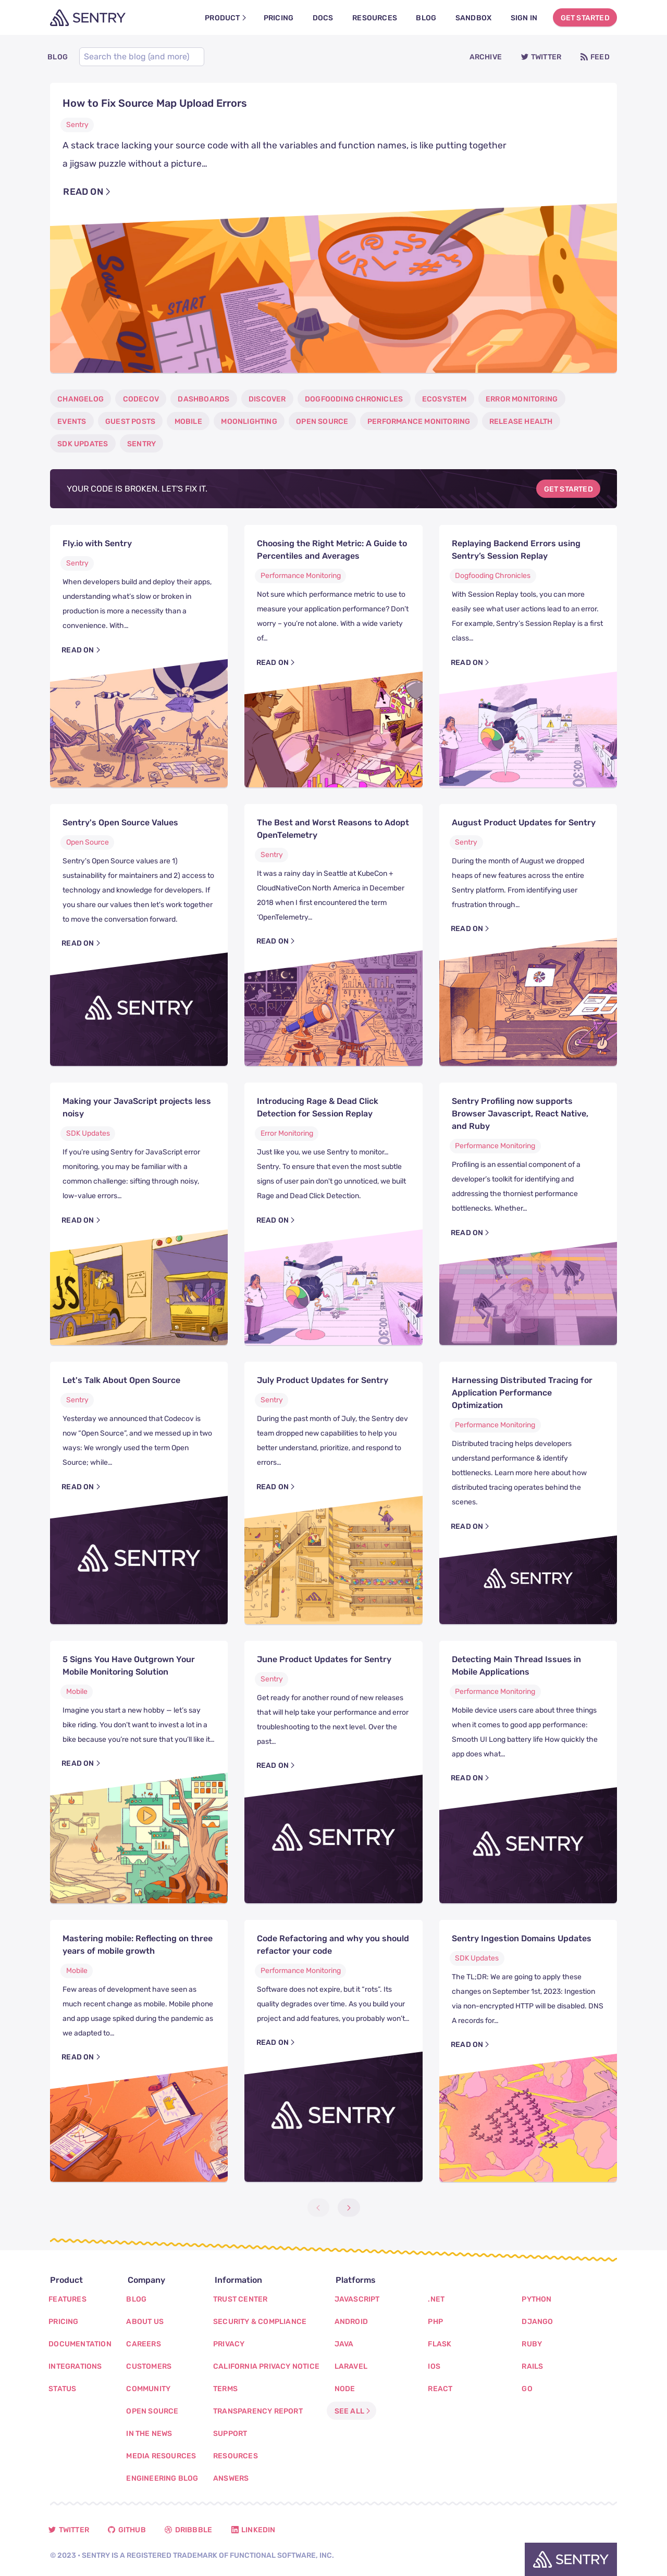 SENTRY
PRODUCT
PRICING
DOCS
RESOURCES
BLOG
SANDBOX
SIGN IN
GET STARTED
BLOG
Search the blog (and more)
ARCHIVE
TWITTER
FEED
How to Fix Source Map Upload Errors
Sentry
A stack trace lacking your source code with all the variables and function names, is like putting together
a jigsaw puzzle without a picture…
READ ON
START
CHANGELOG
CODECOV
DASHBOARDS
DISCOVER
DOGFOODING CHRONICLES
ECOSYSTEM
ERROR MONITORING
EVENTS
GUEST POSTS
MOBILE
MOONLIGHTING
OPEN SOURCE
PERFORMANCE MONITORING
RELEASE HEALTH
SDK UPDATES
SENTRY
YOUR CODE IS BROKEN. LET'S FIX IT.
GET STARTED
Fly.io with Sentry
Sentry
When developers build and deploy their apps,
understanding what's slow or broken in
production is more a necessity than a
convenience. With…
READ ON
Choosing the Right Metric: A Guide to
Percentiles and Averages
Performance Monitoring
Not sure which performance metric to use to
measure your application performance? Don't
worry – you're not alone. With a wide variety
of…
READ ON
Replaying Backend Errors using
Sentry's Session Replay
Dogfooding Chronicles
With Session Replay tools, you can more
easily see what user actions lead to an error.
For example, Sentry's Session Replay is a first
class…
READ ON
00:30
Sentry's Open Source Values
Open Source
Sentry's Open Source values are 1)
sustainability for maintainers and 2) access to
technology and knowledge for developers. If
you share our values then let's work together
to move the conversation forward.
READ ON
SENTRY
The Best and Worst Reasons to Adopt
OpenTelemetry
Sentry
It was a rainy day in Seattle at KubeCon +
CloudNativeCon North America in December
2018 when I first encountered the term
'OpenTelemetry…
READ ON
August Product Updates for Sentry
Sentry
During the month of August we dropped
heaps of new features across the entire
Sentry platform. From identifying user
frustration through…
READ ON
Making your JavaScript projects less
noisy
SDK Updates
If you're using Sentry for JavaScript error
monitoring, you may be familiar with a
common challenge: sifting through noisy,
low-value errors…
READ ON
JS
Introducing Rage & Dead Click
Detection for Session Replay
Error Monitoring
Just like you, we use Sentry to monitor…
Sentry. To ensure that even the most subtle
signs of user pain don't go unnoticed, we built
Rage and Dead Click Detection.
READ ON
00:30
Sentry Profiling now supports
Browser Javascript, React Native,
and Ruby
Performance Monitoring
Profiling is an essential component of a
developer's toolkit for identifying and
addressing the thorniest performance
bottlenecks. Whether…
READ ON
Let's Talk About Open Source
Sentry
Yesterday we announced that Codecov is
now "Open Source", and we messed up in two
ways: We wrongly used the term Open
Source; while…
READ ON
SENTRY
July Product Updates for Sentry
Sentry
During the past month of July, the Sentry dev
team dropped new capabilities to help you
better understand, prioritize, and respond to
errors…
READ ON
Harnessing Distributed Tracing for
Application Performance
Optimization
Performance Monitoring
Distributed tracing helps developers
understand performance & identify
bottlenecks. Learn more here about how
distributed tracing operates behind the
scenes.
READ ON
SENTRY
5 Signs You Have Outgrown Your
Mobile Monitoring Solution
Mobile
Imagine you start a new hobby — let's say
bike riding. You don't want to invest a lot in a
bike because you're not sure that you'll like it…
READ ON
June Product Updates for Sentry
Sentry
Get ready for another round of new releases
that will help take your performance and error
troubleshooting to the next level. Over the
past…
READ ON
SENTRY
Detecting Main Thread Issues in
Mobile Applications
Performance Monitoring
Mobile device users care about three things
when it comes to good app performance:
Smooth UI Long battery life How quickly the
app does what…
READ ON
SENTRY
Mastering mobile: Reflecting on three
years of mobile growth
Mobile
Few areas of development have seen as
much recent change as mobile. Mobile phone
and app usage spiked during the pandemic as
we adapted to…
READ ON
Code Refactoring and why you should
refactor your code
Performance Monitoring
Software does not expire, but it "rots". Its
quality degrades over time. As you build your
project and add features, you probably won't…
READ ON
SENTRY
Sentry Ingestion Domains Updates
SDK Updates
The TL;DR: We are going to apply these
changes on September 1st, 2023: Ingestion
via non-encrypted HTTP will be disabled. DNS
A records for…
READ ON
Product
FEATURES
PRICING
DOCUMENTATION
INTEGRATIONS
STATUS
Company
BLOG
ABOUT US
CAREERS
CUSTOMERS
COMMUNITY
OPEN SOURCE
IN THE NEWS
MEDIA RESOURCES
ENGINEERING BLOG
Information
TRUST CENTER
SECURITY & COMPLIANCE
PRIVACY
CALIFORNIA PRIVACY NOTICE
TERMS
TRANSPARENCY REPORT
SUPPORT
RESOURCES
ANSWERS
Platforms
JAVASCRIPT
ANDROID
JAVA
LARAVEL
NODE
SEE ALL
.NET
PHP
FLASK
IOS
REACT
PYTHON
DJANGO
RUBY
RAILS
GO
TWITTER
GITHUB
DRIBBBLE
LINKEDIN
© 2023 • SENTRY IS A REGISTERED TRADEMARK OF FUNCTIONAL SOFTWARE, INC.
SENTRY